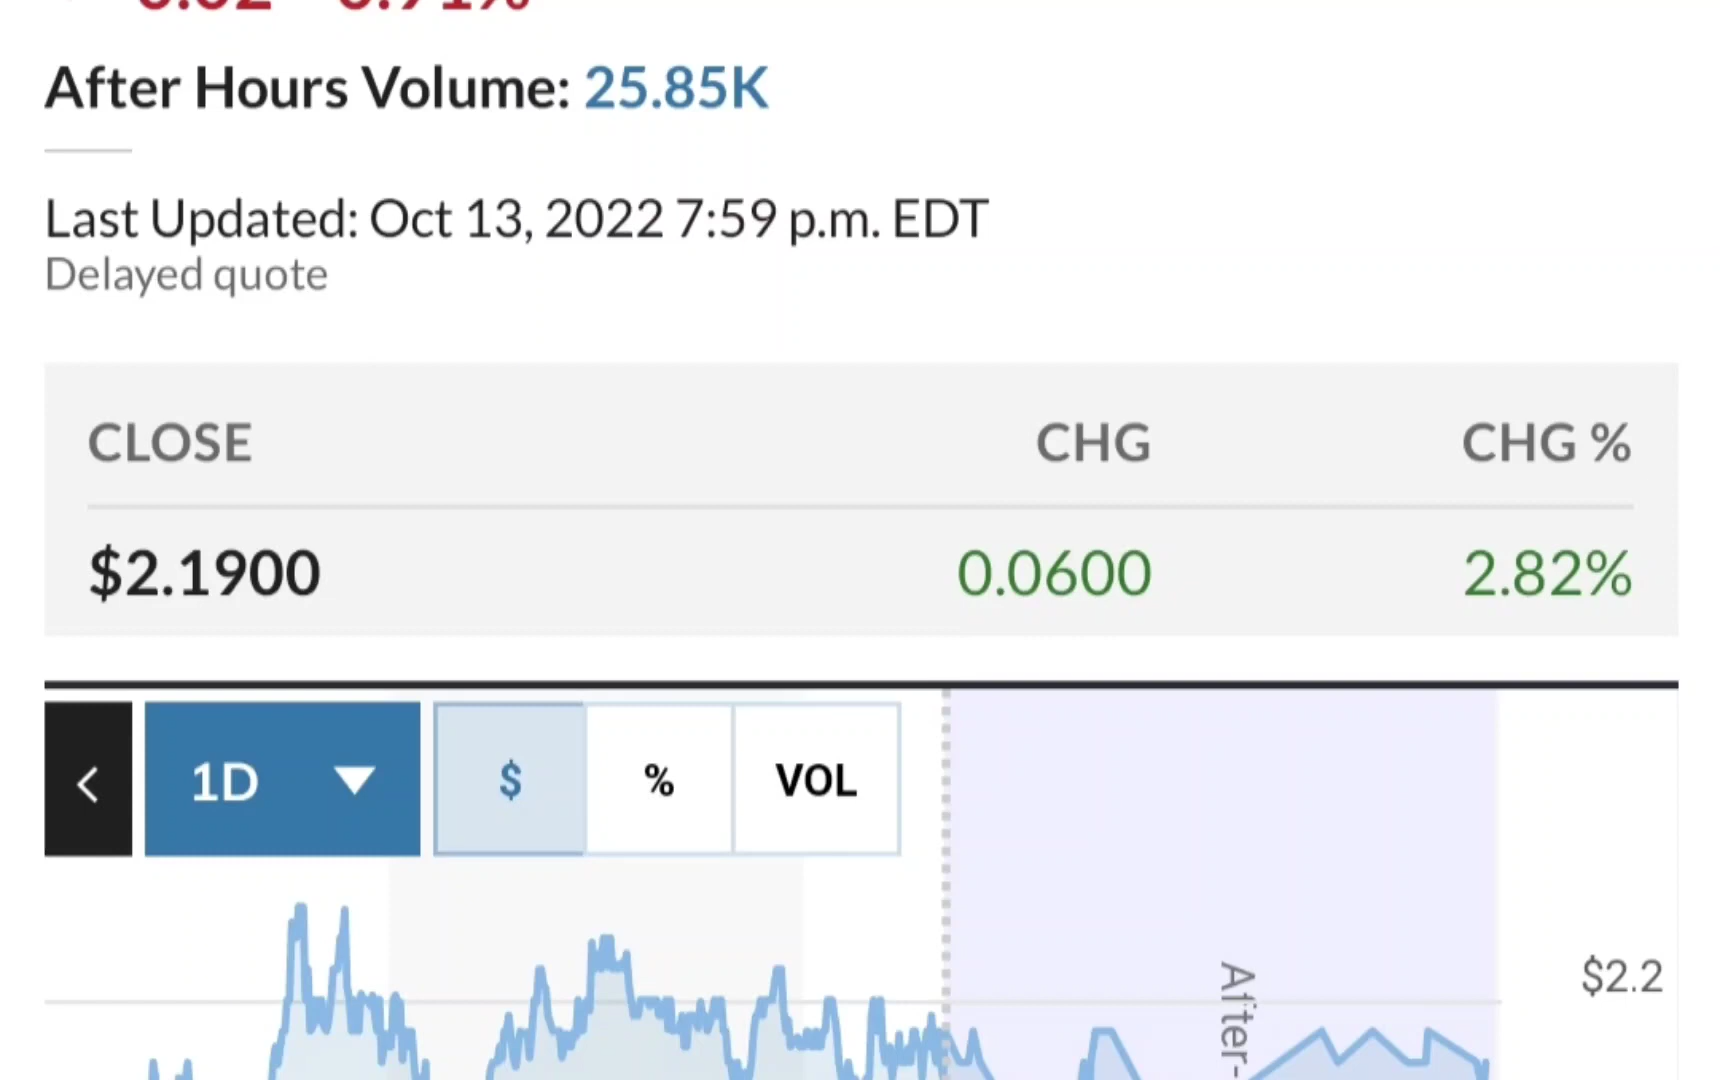 After Hours Volume: 25.85K
Last Updated: Oct 13, 2022 7:59 p.m. EDT
Delayed quote
CLOSE CHG CHG %
$2.1900 0.0600 2.82%
1D $ % VOL
$2.2
After-